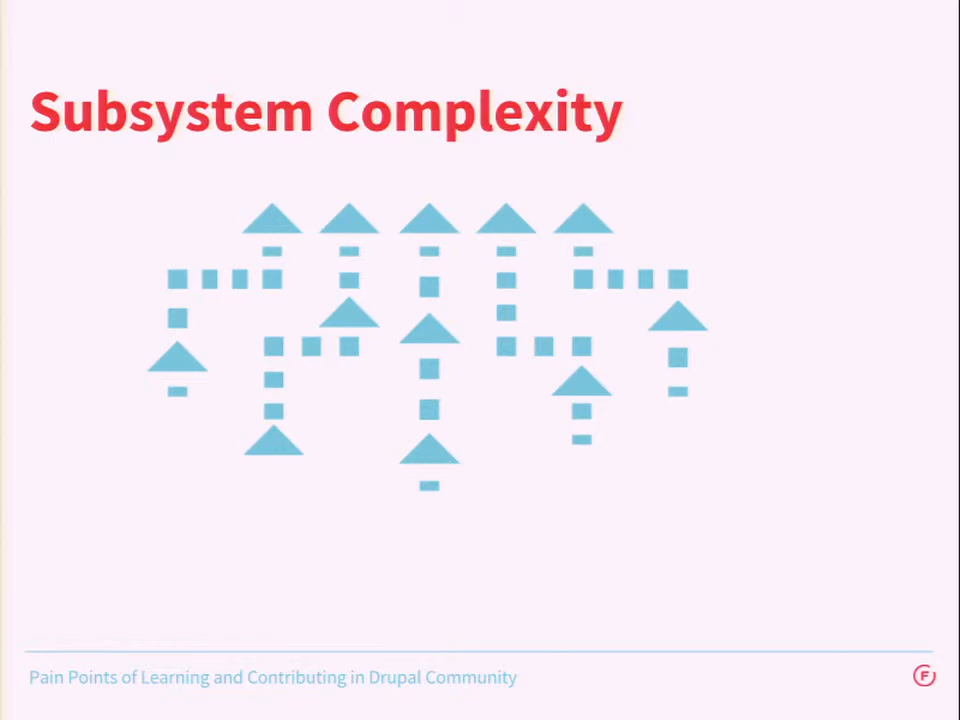 Subsystem Complexity
Pain Points of Learning and Contributing in Drupal Community
F